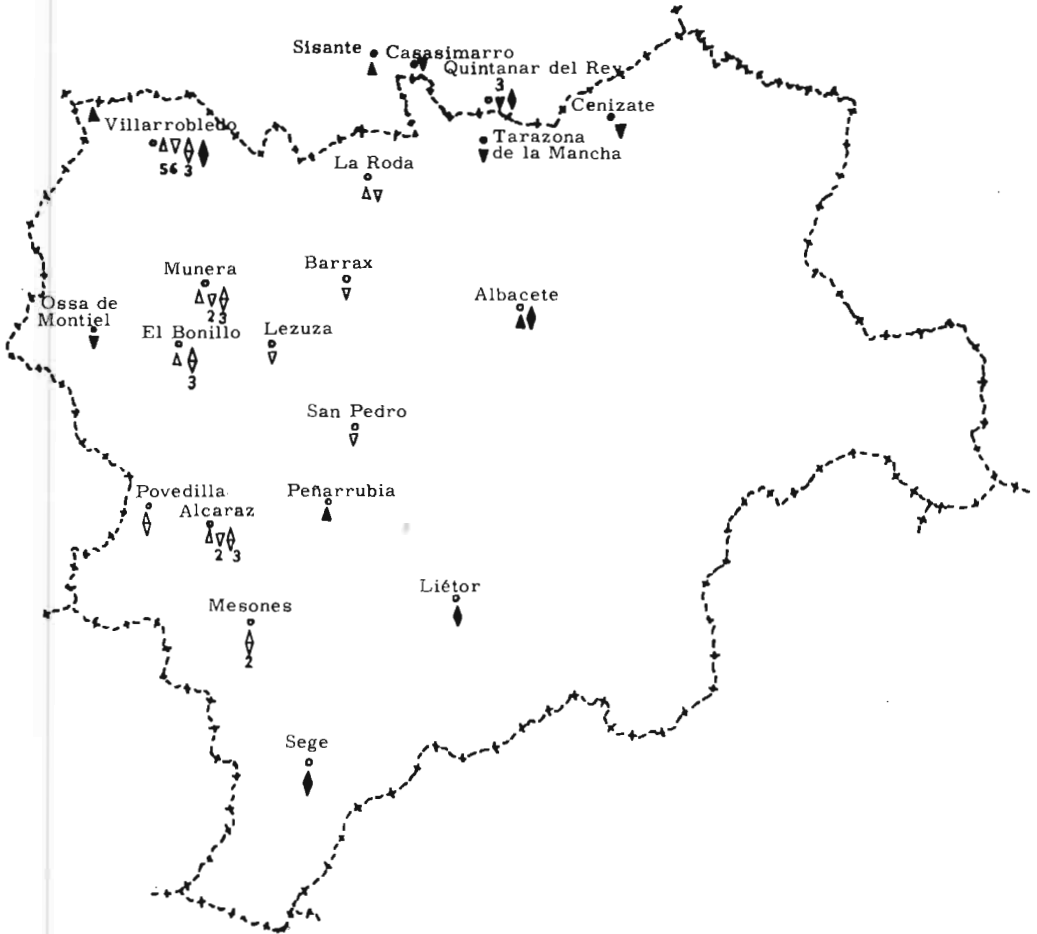 Sisante
Casasimarro
Quintanar del Rey
3
Cenizate
Villarrobledo
56 3
Tarazona
de la Mancha
La Roda
Munera
2 3
Barrax
Albacete
Ossa de
Montiel
El Bonillo
3
Lezuza
San Pedro
Povedilla
Alcaraz
2 3
Peñarrubia
Liétor
Mesones
2
Sege